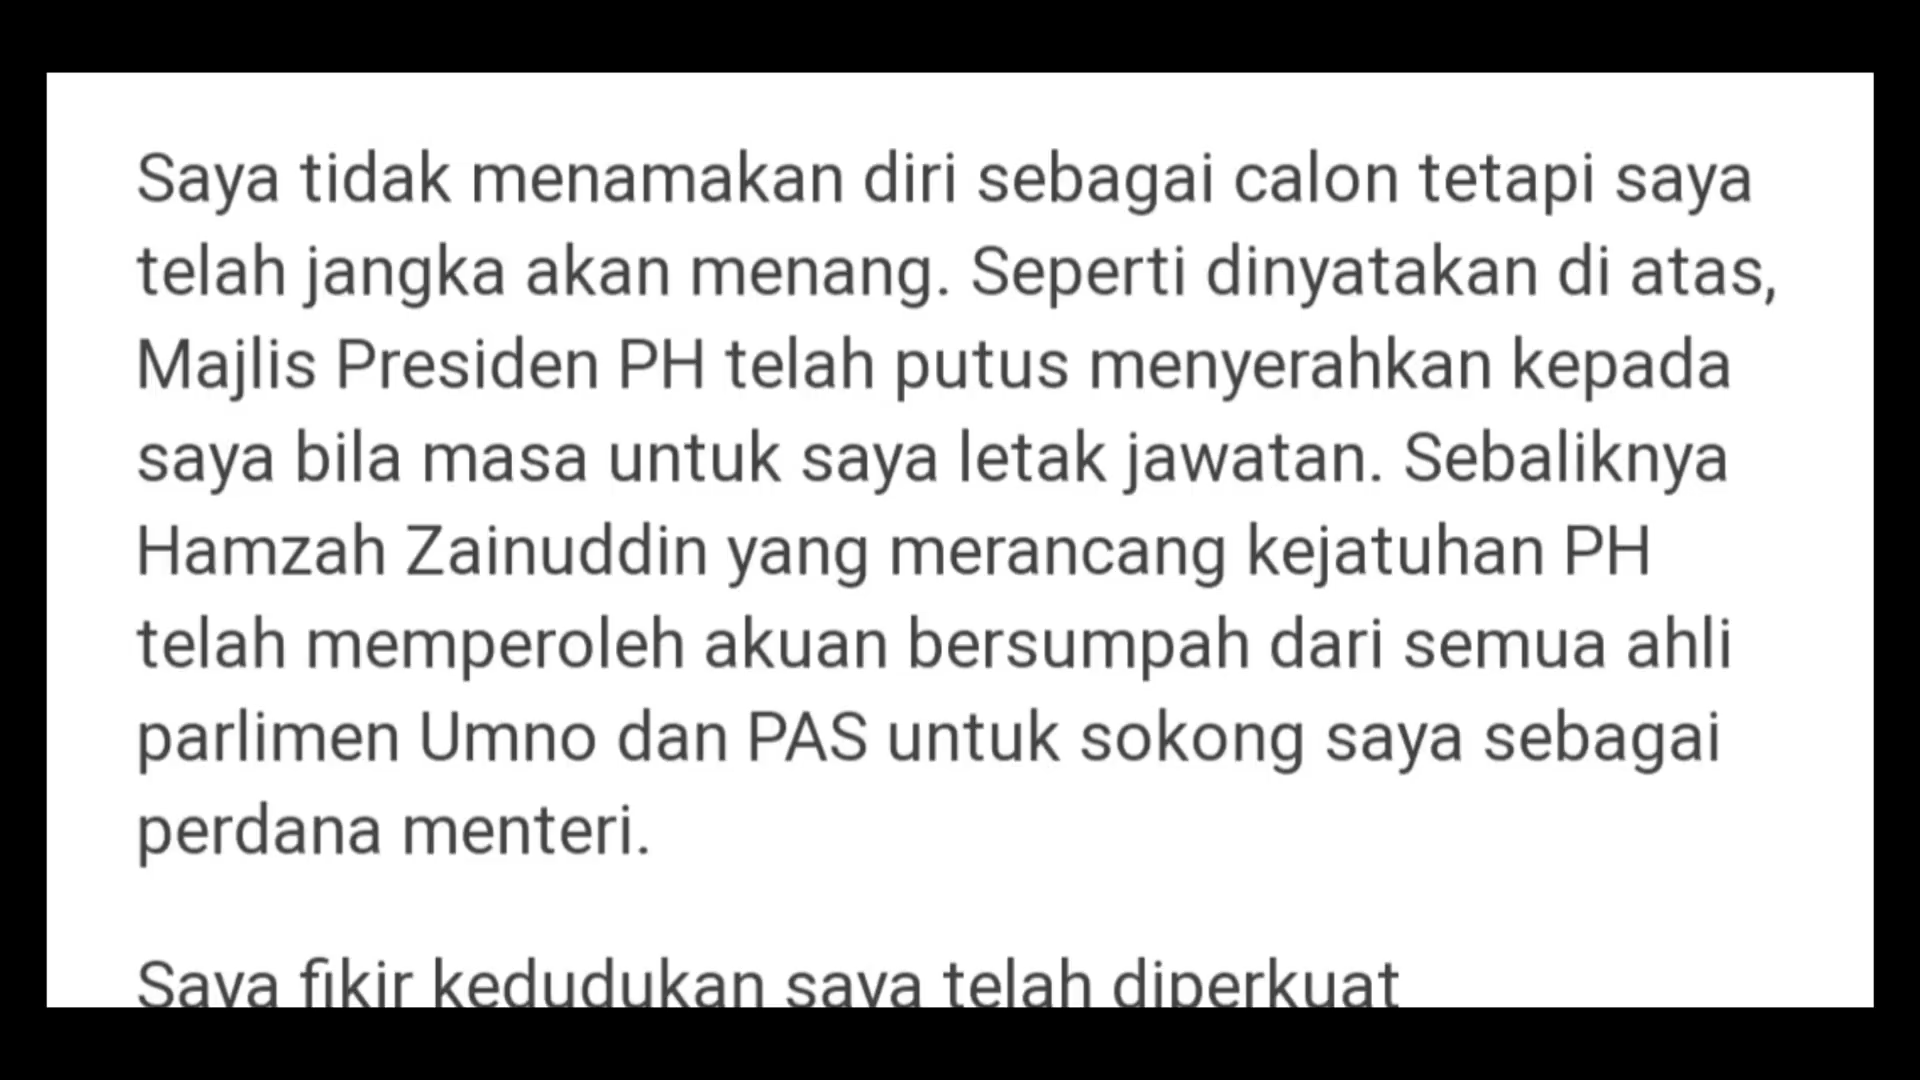 Saya tidak menamakan diri sebagai calon tetapi saya
telah jangka akan menang. Seperti dinyatakan di atas,
Majlis Presiden PH telah putus menyerahkan kepada
saya bila masa untuk saya letak jawatan. Sebaliknya
Hamzah Zainuddin yang merancang kejatuhan PH
telah memperoleh akuan bersumpah dari semua ahli
parlimen Umno dan PAS untuk sokong saya sebagai
perdana menteri.
Saya fikir kedudukan saya telah diperkuat